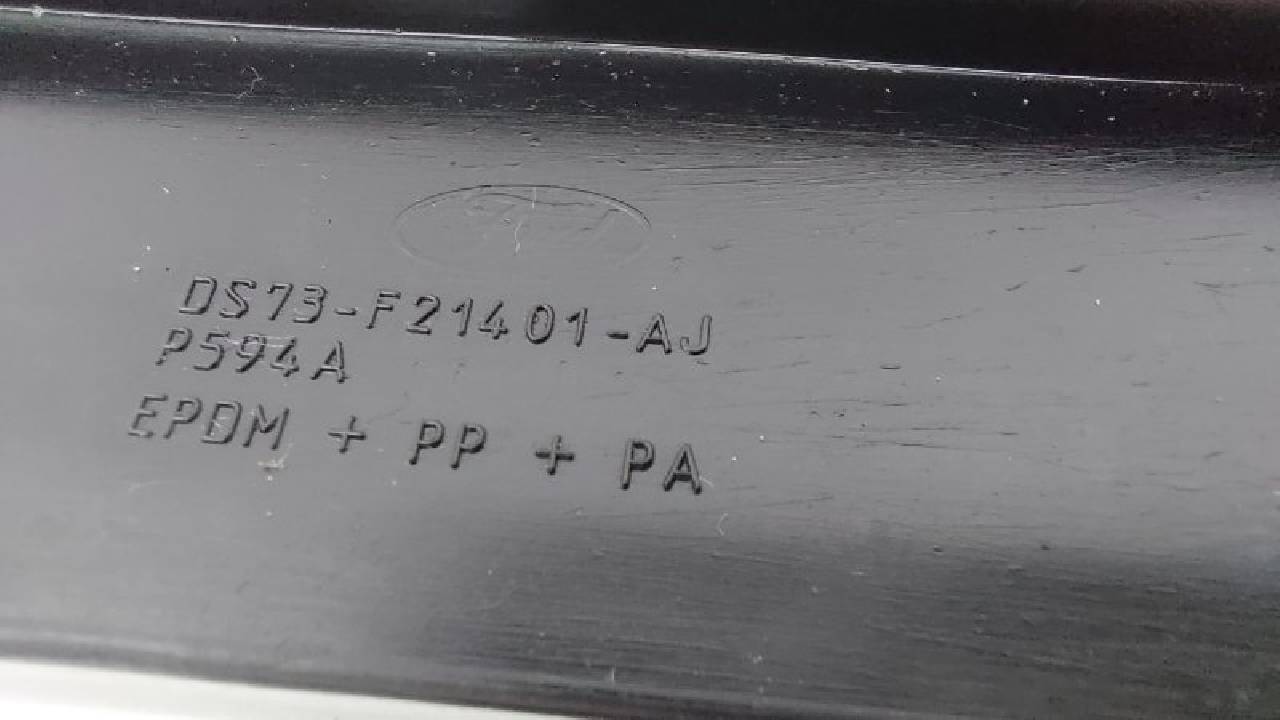 DS73-F21401-AJ
P594A
EPDM + PP + PA